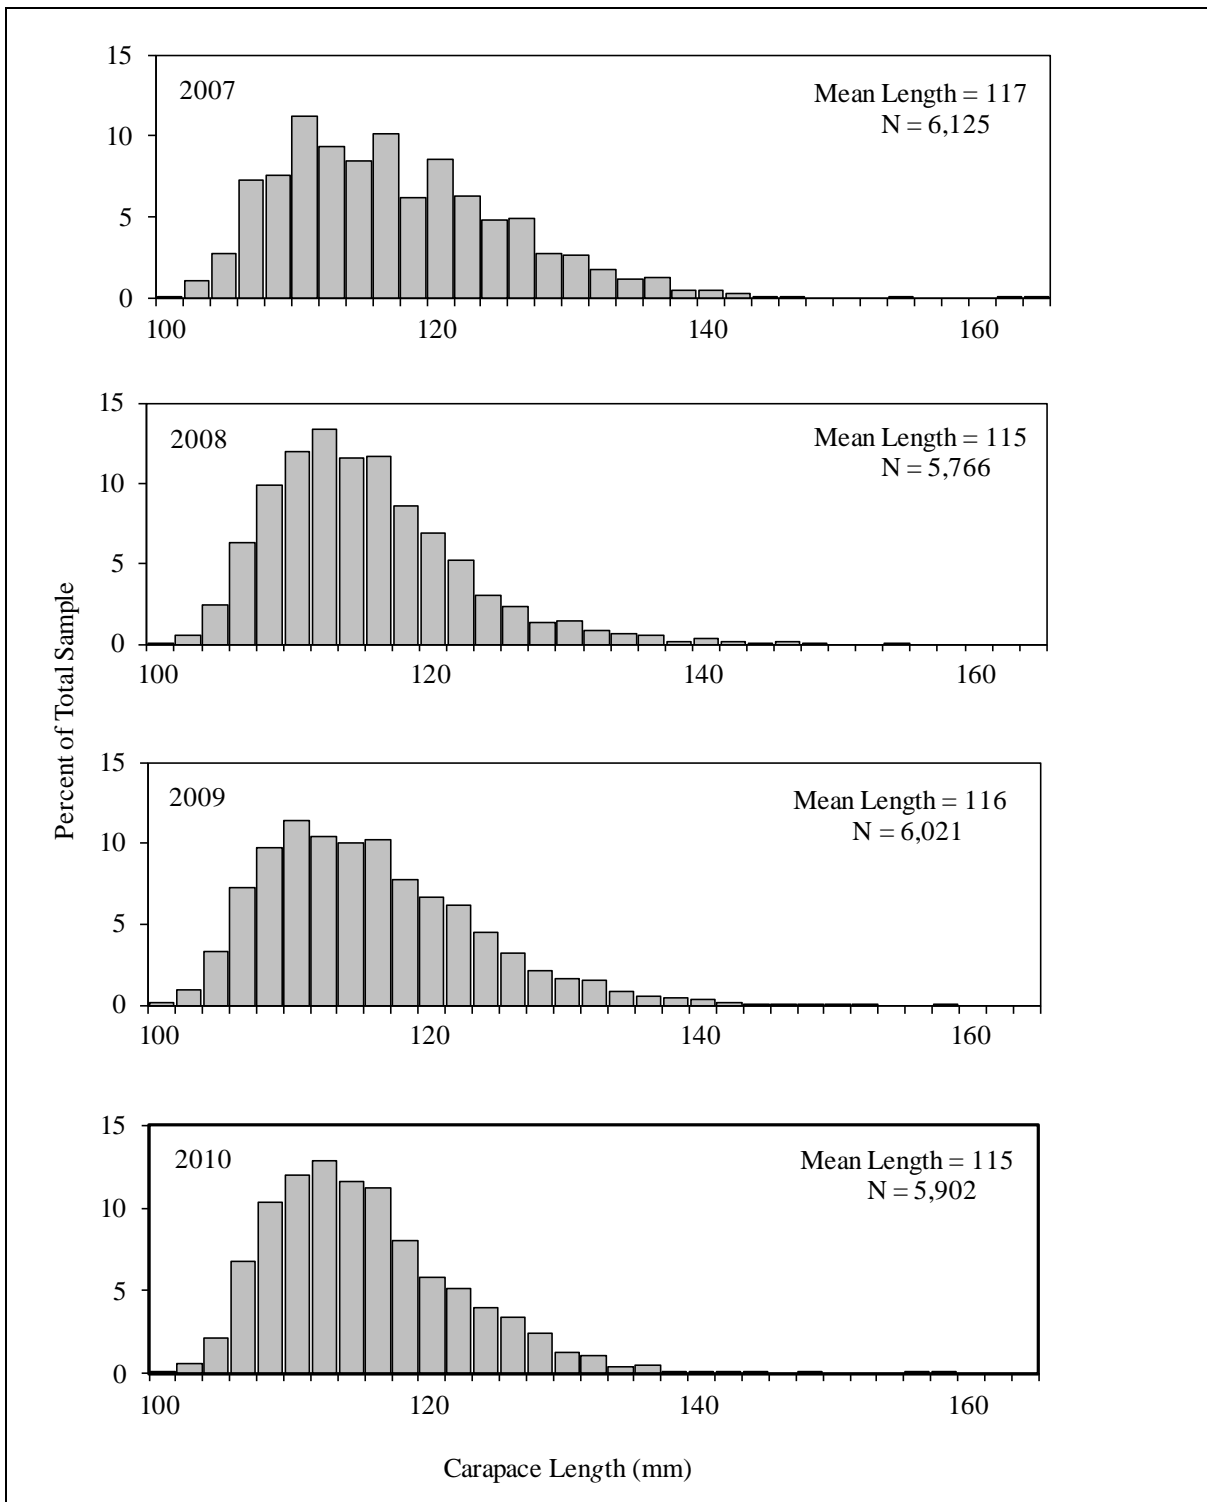 15
2007
Mean Length = 117
N = 6,125
10
5
0
100 120 140 160
15
2008
Mean Length = 115
N = 5,766
10
5
0
100 120 140 160
Percent of Total Sample
15
2009
Mean Length = 116
N = 6,021
10
5
0
100 120 140 160
15
2010
Mean Length = 115
N = 5,902
10
5
0
100 120 140 160
Carapace Length (mm)